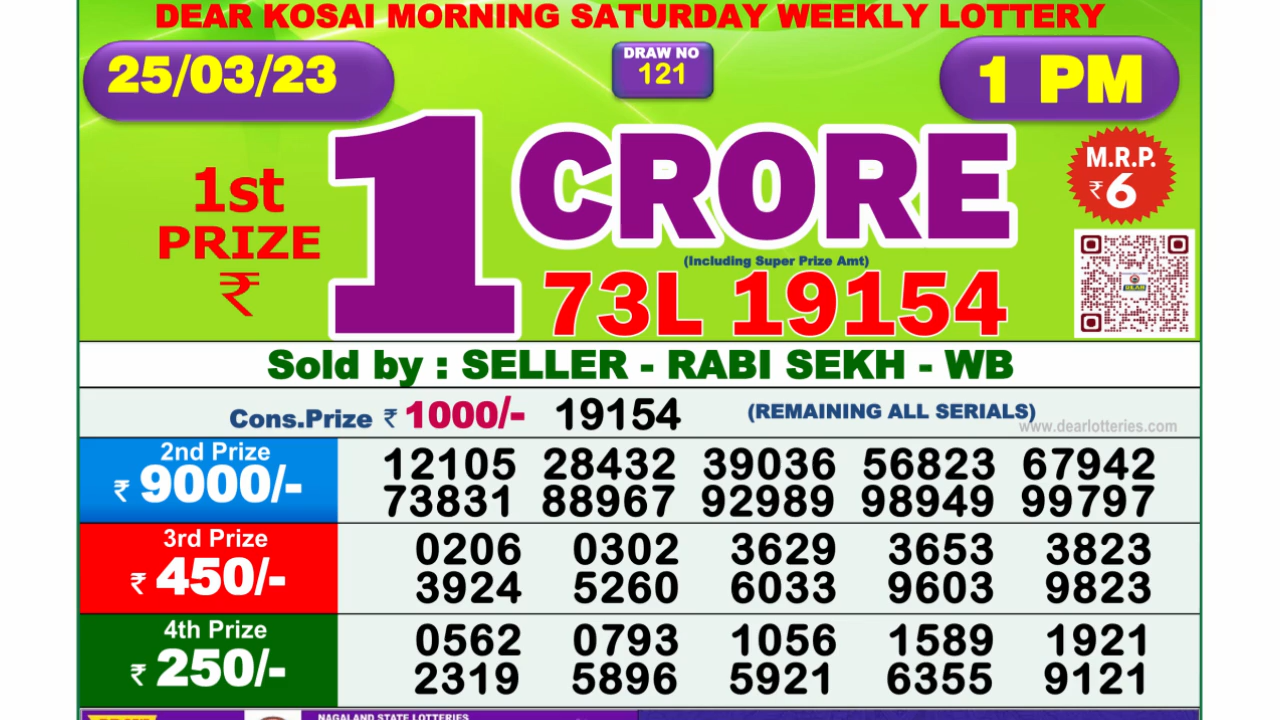 DEAR KOSAI MORNING SATURDAY WEEKLY LOTTERY
25/03/23
DRAW NO
121
1 PM
1st
PRIZE
₹
1 CRORE
(Including Super Prize Amt)
73L 19154
M.R.P.
₹6
Sold by : SELLER - RABI SEKH - WB
Cons.Prize ₹ 1000/- 19154 (REMAINING ALL SERIALS)
www.dearlotteries.com
2nd Prize
₹ 9000/-
12105 28432 39036 56823 67942
73831 88967 92989 98949 99797
3rd Prize
₹ 450/-
0206 0302 3629 3653 3823
3924 5260 6033 9603 9823
4th Prize
₹ 250/-
0562 0793 1056 1589 1921
2319 5896 5921 6355 9121
NAGALAND STATE LOTTERIES